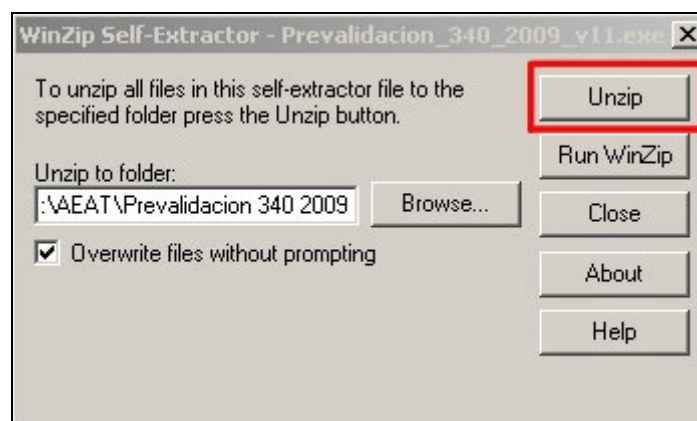 WinZip Self-Extractor - Prevalidacion_340_2009_v11.exe
To unzip all files in this self-extractor file to the
specified folder press the Unzip button.
Unzip to folder:
:\AEAT\Prevalidacion 340 2009
Browse...
Overwrite files without prompting
Unzip
Run WinZip
Close
About
Help